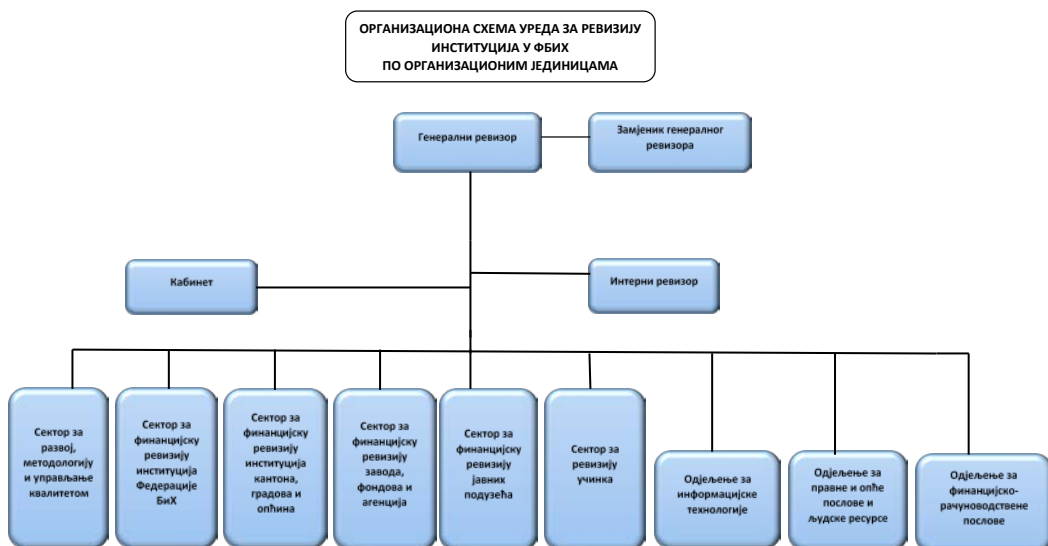 ОРГАНИЗАЦИОНА СХЕМА УРЕДА ЗА РЕВИЗИЈУ
ИНСТИТУЦИЈА У ФБИХ
ПО ОРГАНИЗАЦИОНИМ ЈЕДИНИЦАМА
Генерални ревизор
Замјеник генералног
ревизора
Кабинет
Интерни ревизор
Сектор за
развој,
методологију
и управљање
квалитетом
Сектор за
финанцијску
ревизију
институција
Федерације
БиХ
Сектор за
финанцијску
ревизију
институција
кантона,
градова и
опћина
Сектор за
финанцијску
ревизију
завода,
фондова и
агенција
Сектор за
финанцијску
ревизију
јавних
подузећа
Сектор за
ревизију
учинка
Одјељење за
информацијске
технологије
Одјељење за
правне и опће
послове и
људске ресурсе
Одјељење за
финанцијско-
рачуноводствене
послове